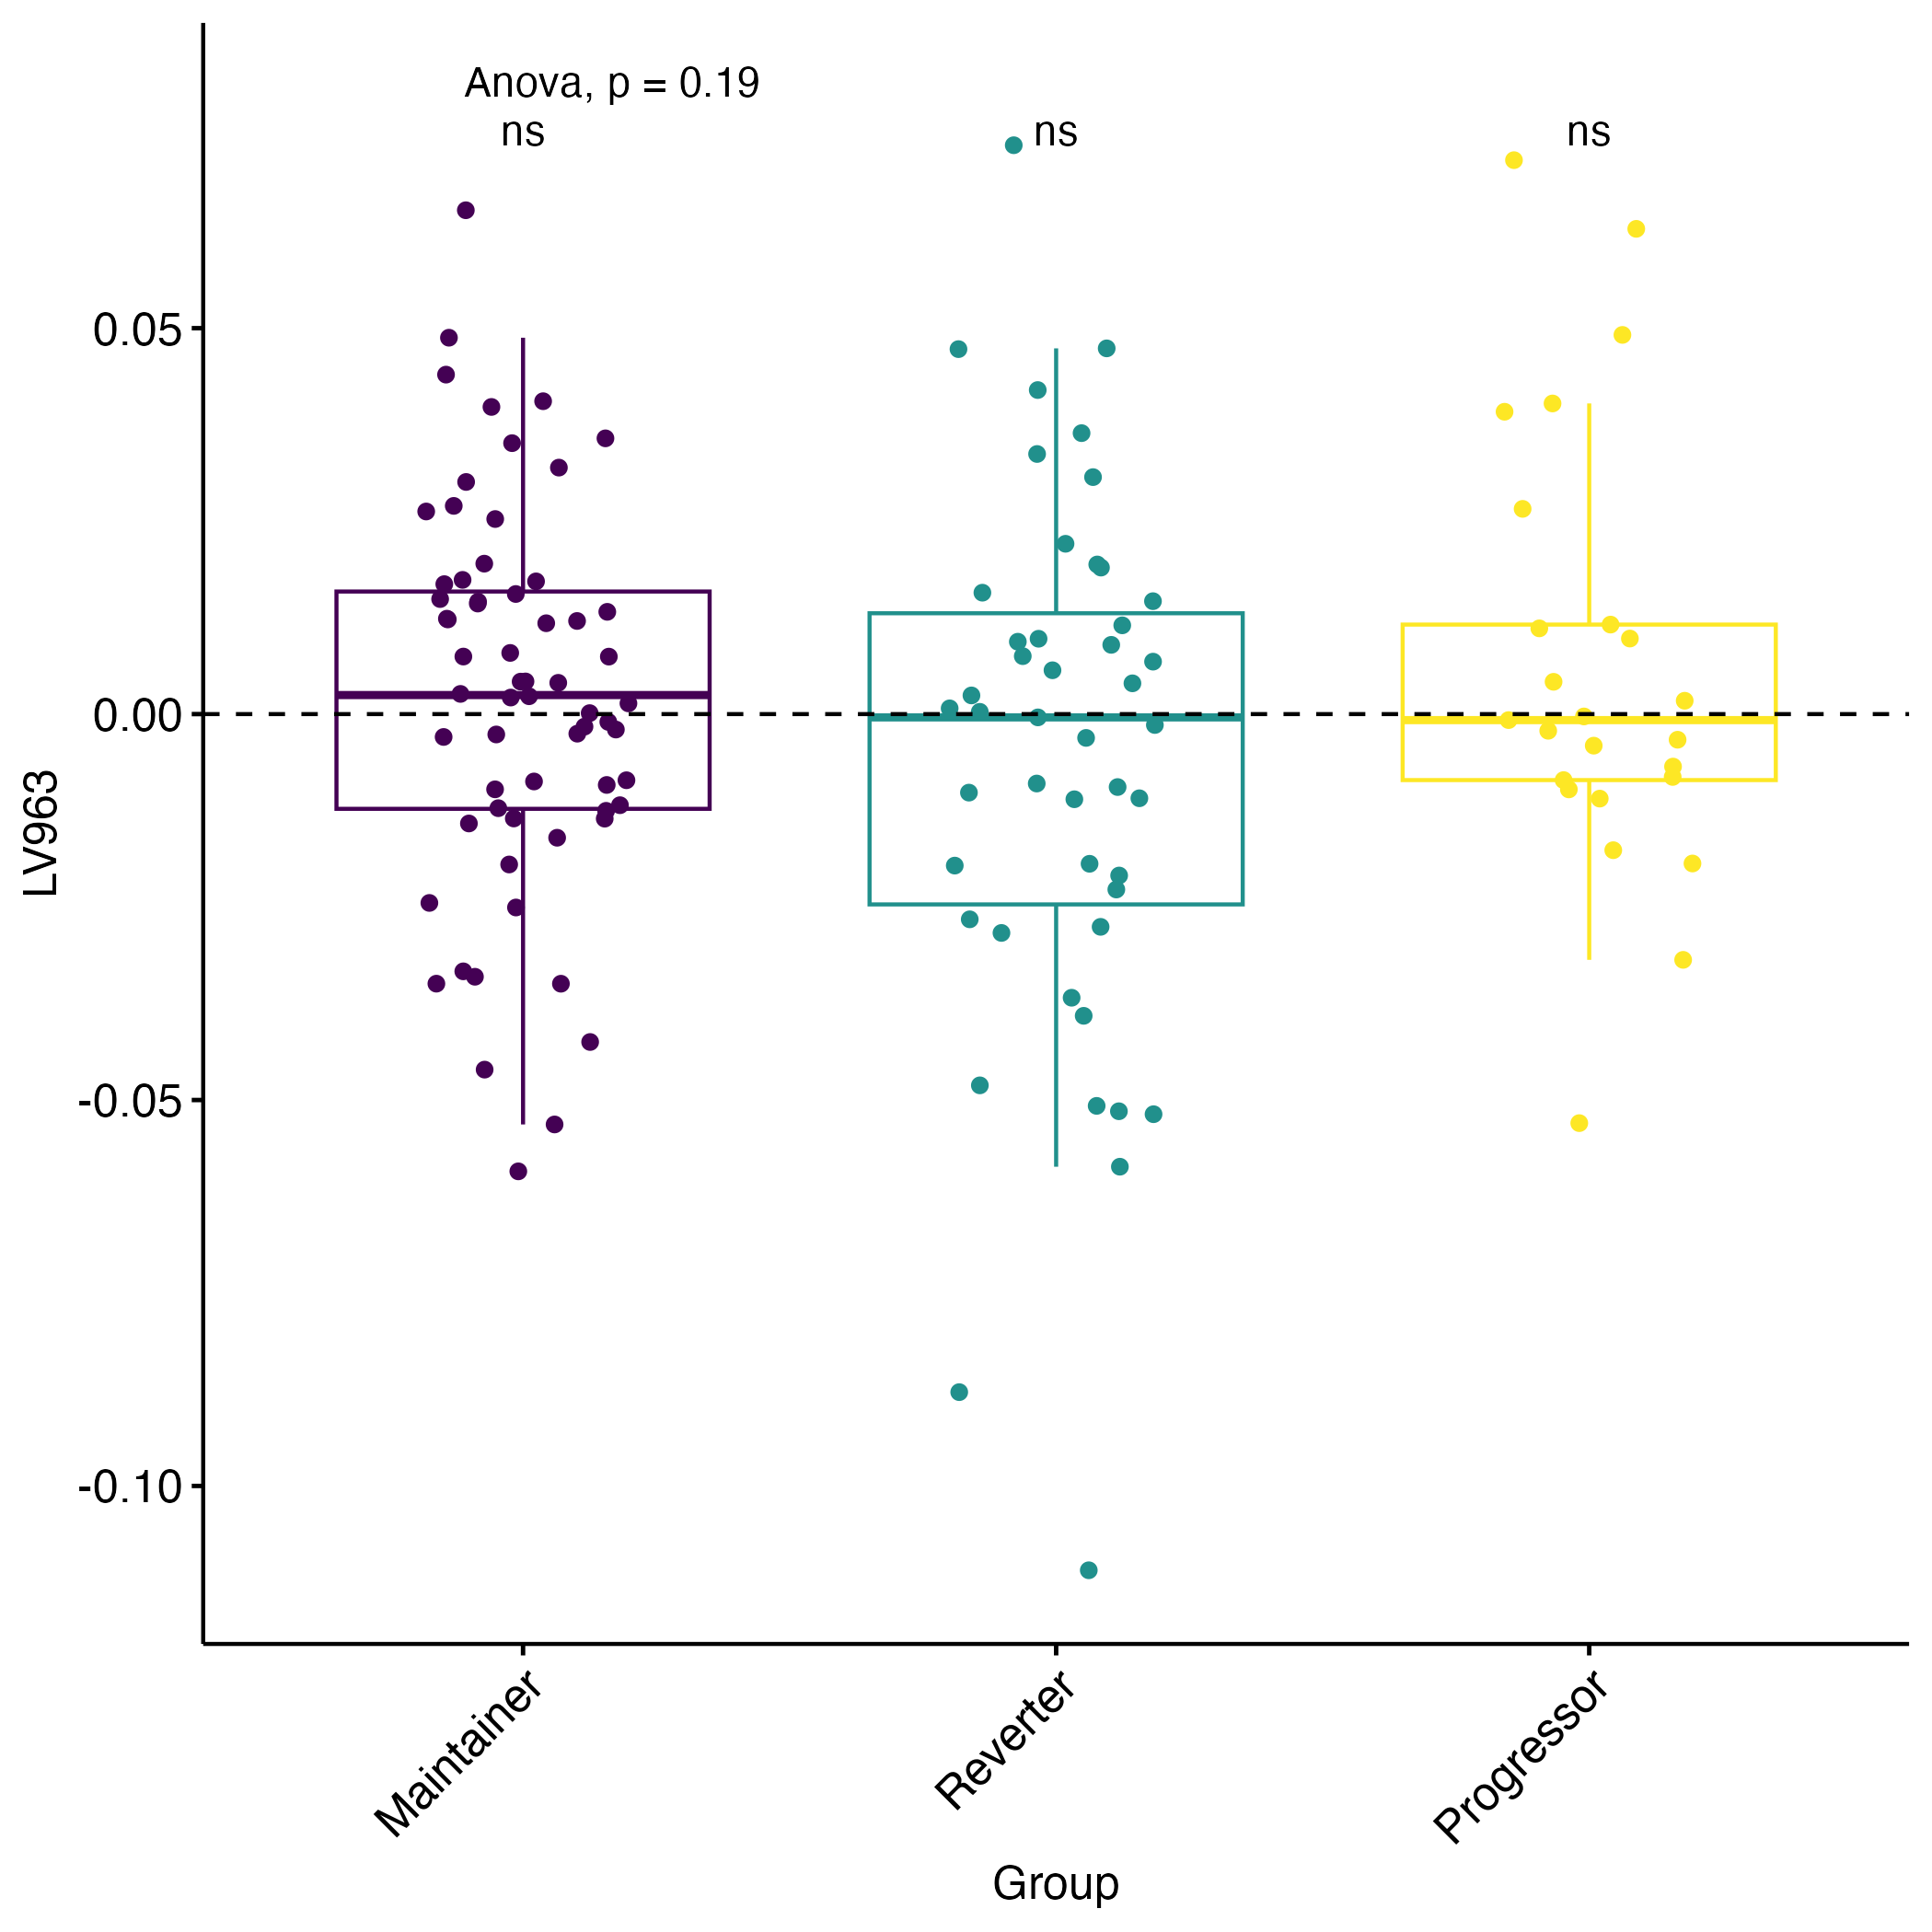 Anova, p = 0.19
ns
ns
ns
0.05
0.00
-0.05
-0.10
LV963
Maintainer
Reverter
Progressor
Group